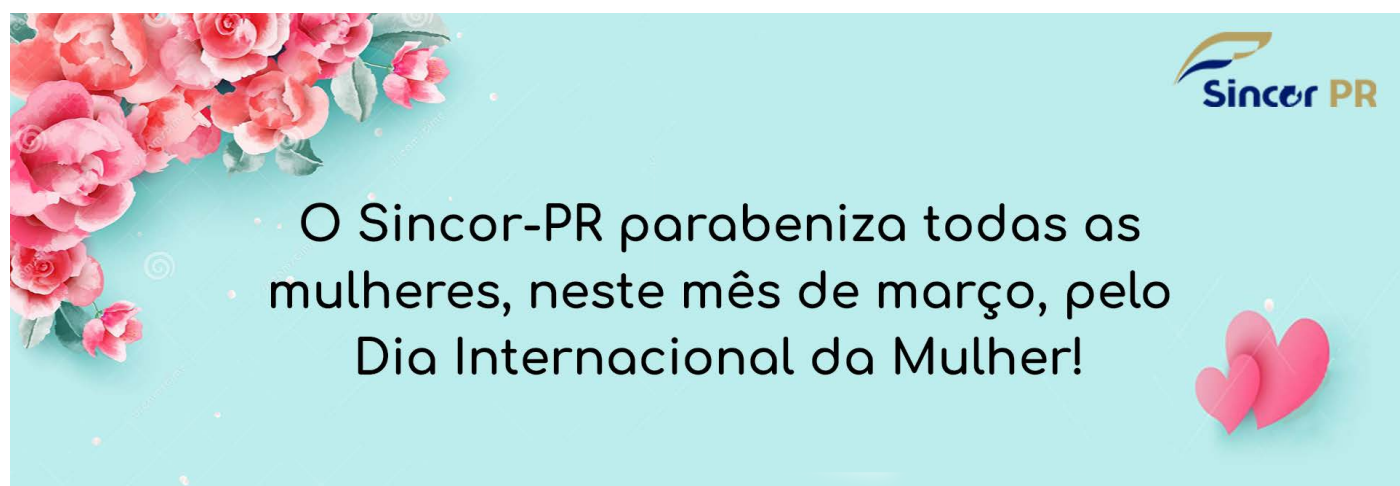 Sincor PR
O Sincor-PR parabeniza todas as
mulheres, neste mês de março, pelo
Dia Internacional da Mulher!